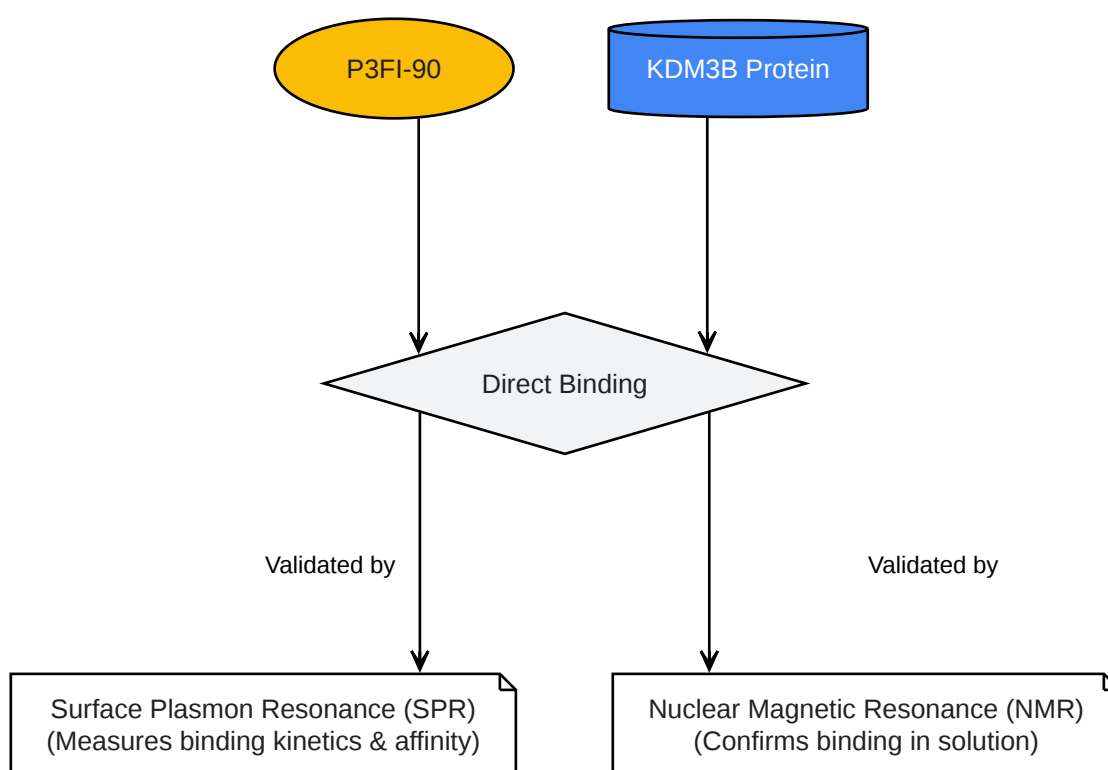 P3FI-90
KDM3B Protein
Direct Binding
Validated by
Validated by
Surface Plasmon Resonance (SPR)
(Measures binding kinetics & affinity)
Nuclear Magnetic Resonance (NMR)
(Confirms binding in solution)